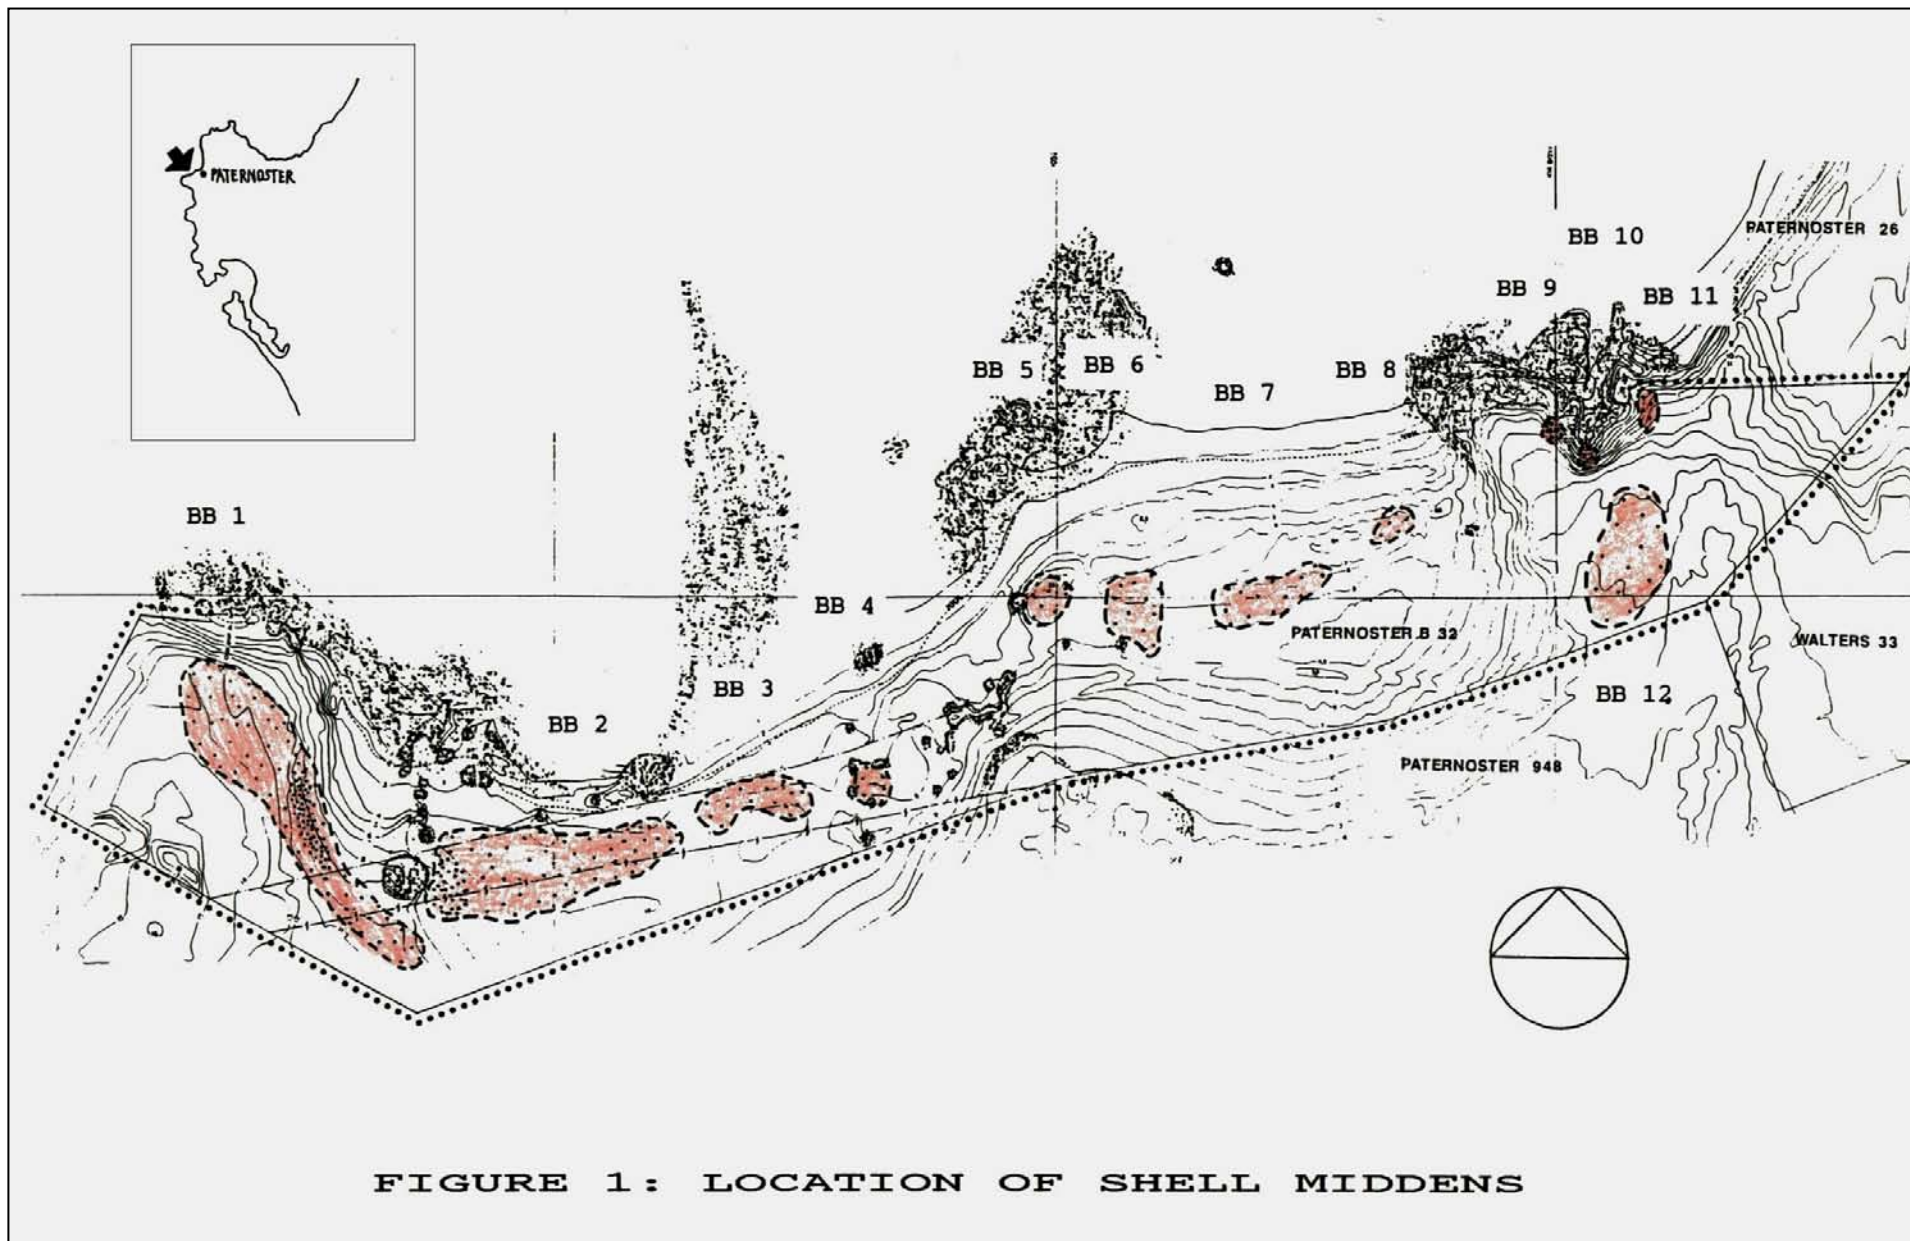 PATERNOSTER
BB 10
PATERNOSTER 26
BB 9
BB 11
BB 5
BB 6
BB 8
BB 7
BB 1
BB 4
PATERNOSTER B 32
WALTERS 33
BB 3
BB 12
BB 2
PATERNOSTER 948
FIGURE 1: LOCATION OF SHELL MIDDENS